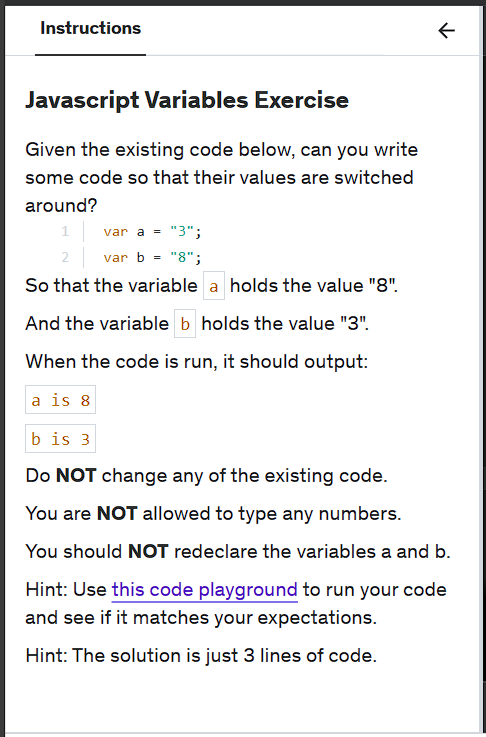 Instructions
Javascript Variables Exercise
Given the existing code below, can you write
some code so that their values are switched
around?
1 var a = "3";
2 var b = "8";
So that the variable a holds the value "8".
And the variable b holds the value "3".
When the code is run, it should output:
a is 8
b is 3
Do NOT change any of the existing code.
You are NOT allowed to type any numbers.
You should NOT redeclare the variables a and b.
Hint: Use this code playground to run your code
and see if it matches your expectations.
Hint: The solution is just 3 lines of code.